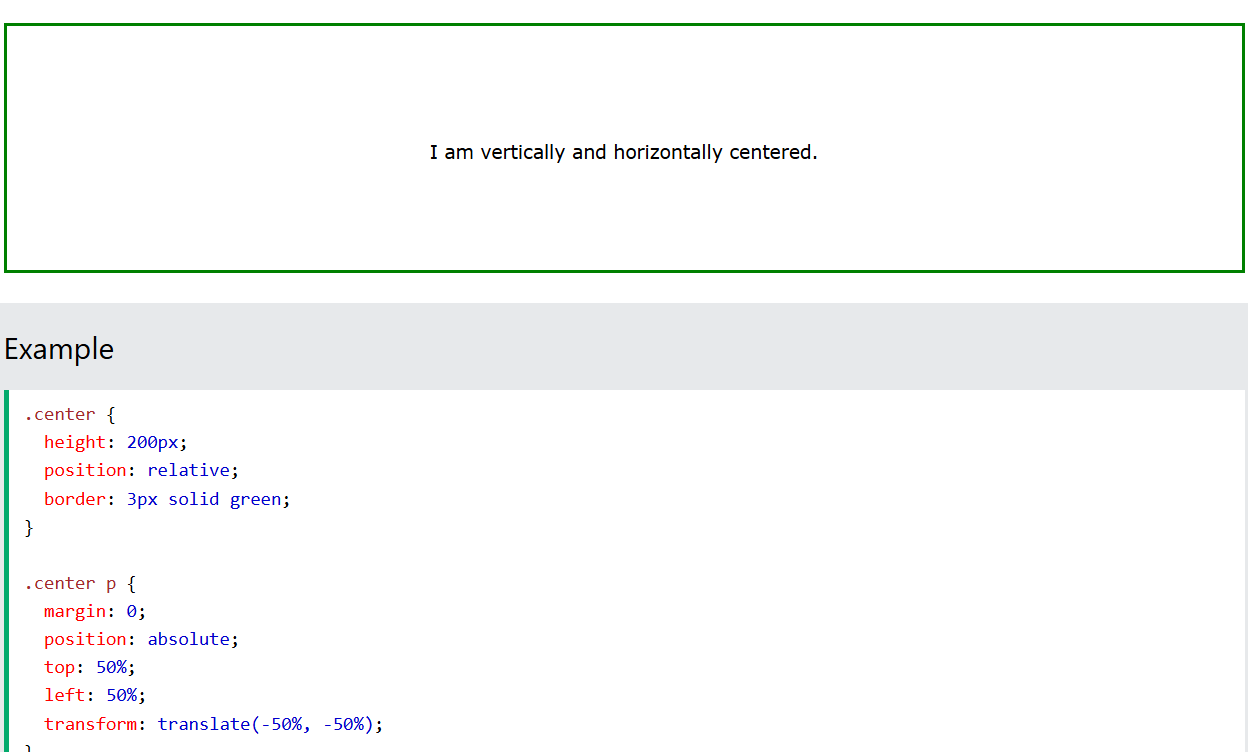 I am vertically and horizontally centered.
Example
.center {
  height: 200px;
  position: relative;
  border: 3px solid green;
}

.center p {
  margin: 0;
  position: absolute;
  top: 50%;
  left: 50%;
  transform: translate(-50%, -50%);
}